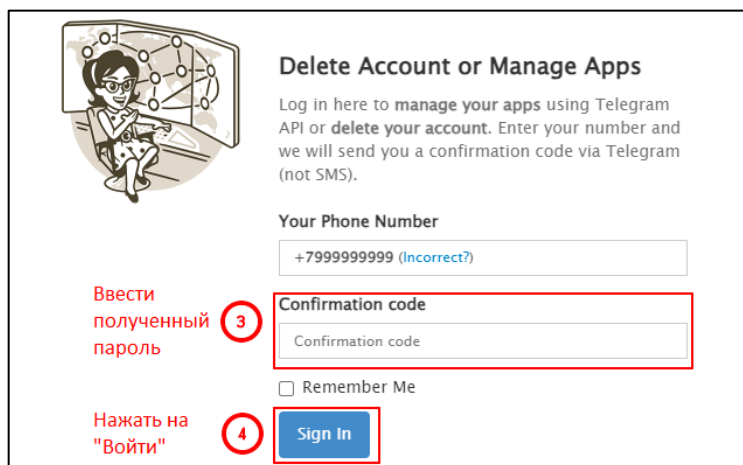 Delete Account or Manage Apps
Log in here to manage your apps using Telegram
API or delete your account. Enter your number and
we will send you a confirmation code via Telegram
(not SMS).
Your Phone Number
+7999999999 (Incorrect?)
Ввести
полученный
пароль
3
Confirmation code
Confirmation code
Remember Me
Нажать на
"Войти"
4
Sign In